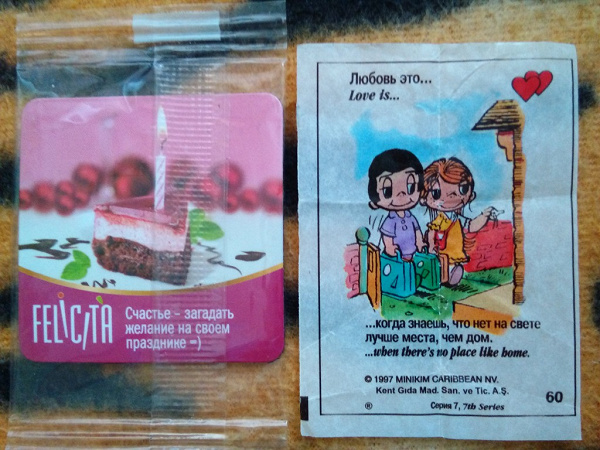 FELICITÀ
Счастье – загадать
желание на своем
празднике =)
Любовь это...
Love is...
...когда знаешь, что нет на свете
лучше места, чем дом.
...when there's no place like home.
© 1997 MINIKIM CARIBBEAN NV.
Kent Gıda Mad. San. ve Tic. A.Ş.
® Серия 7, 7th Series
60